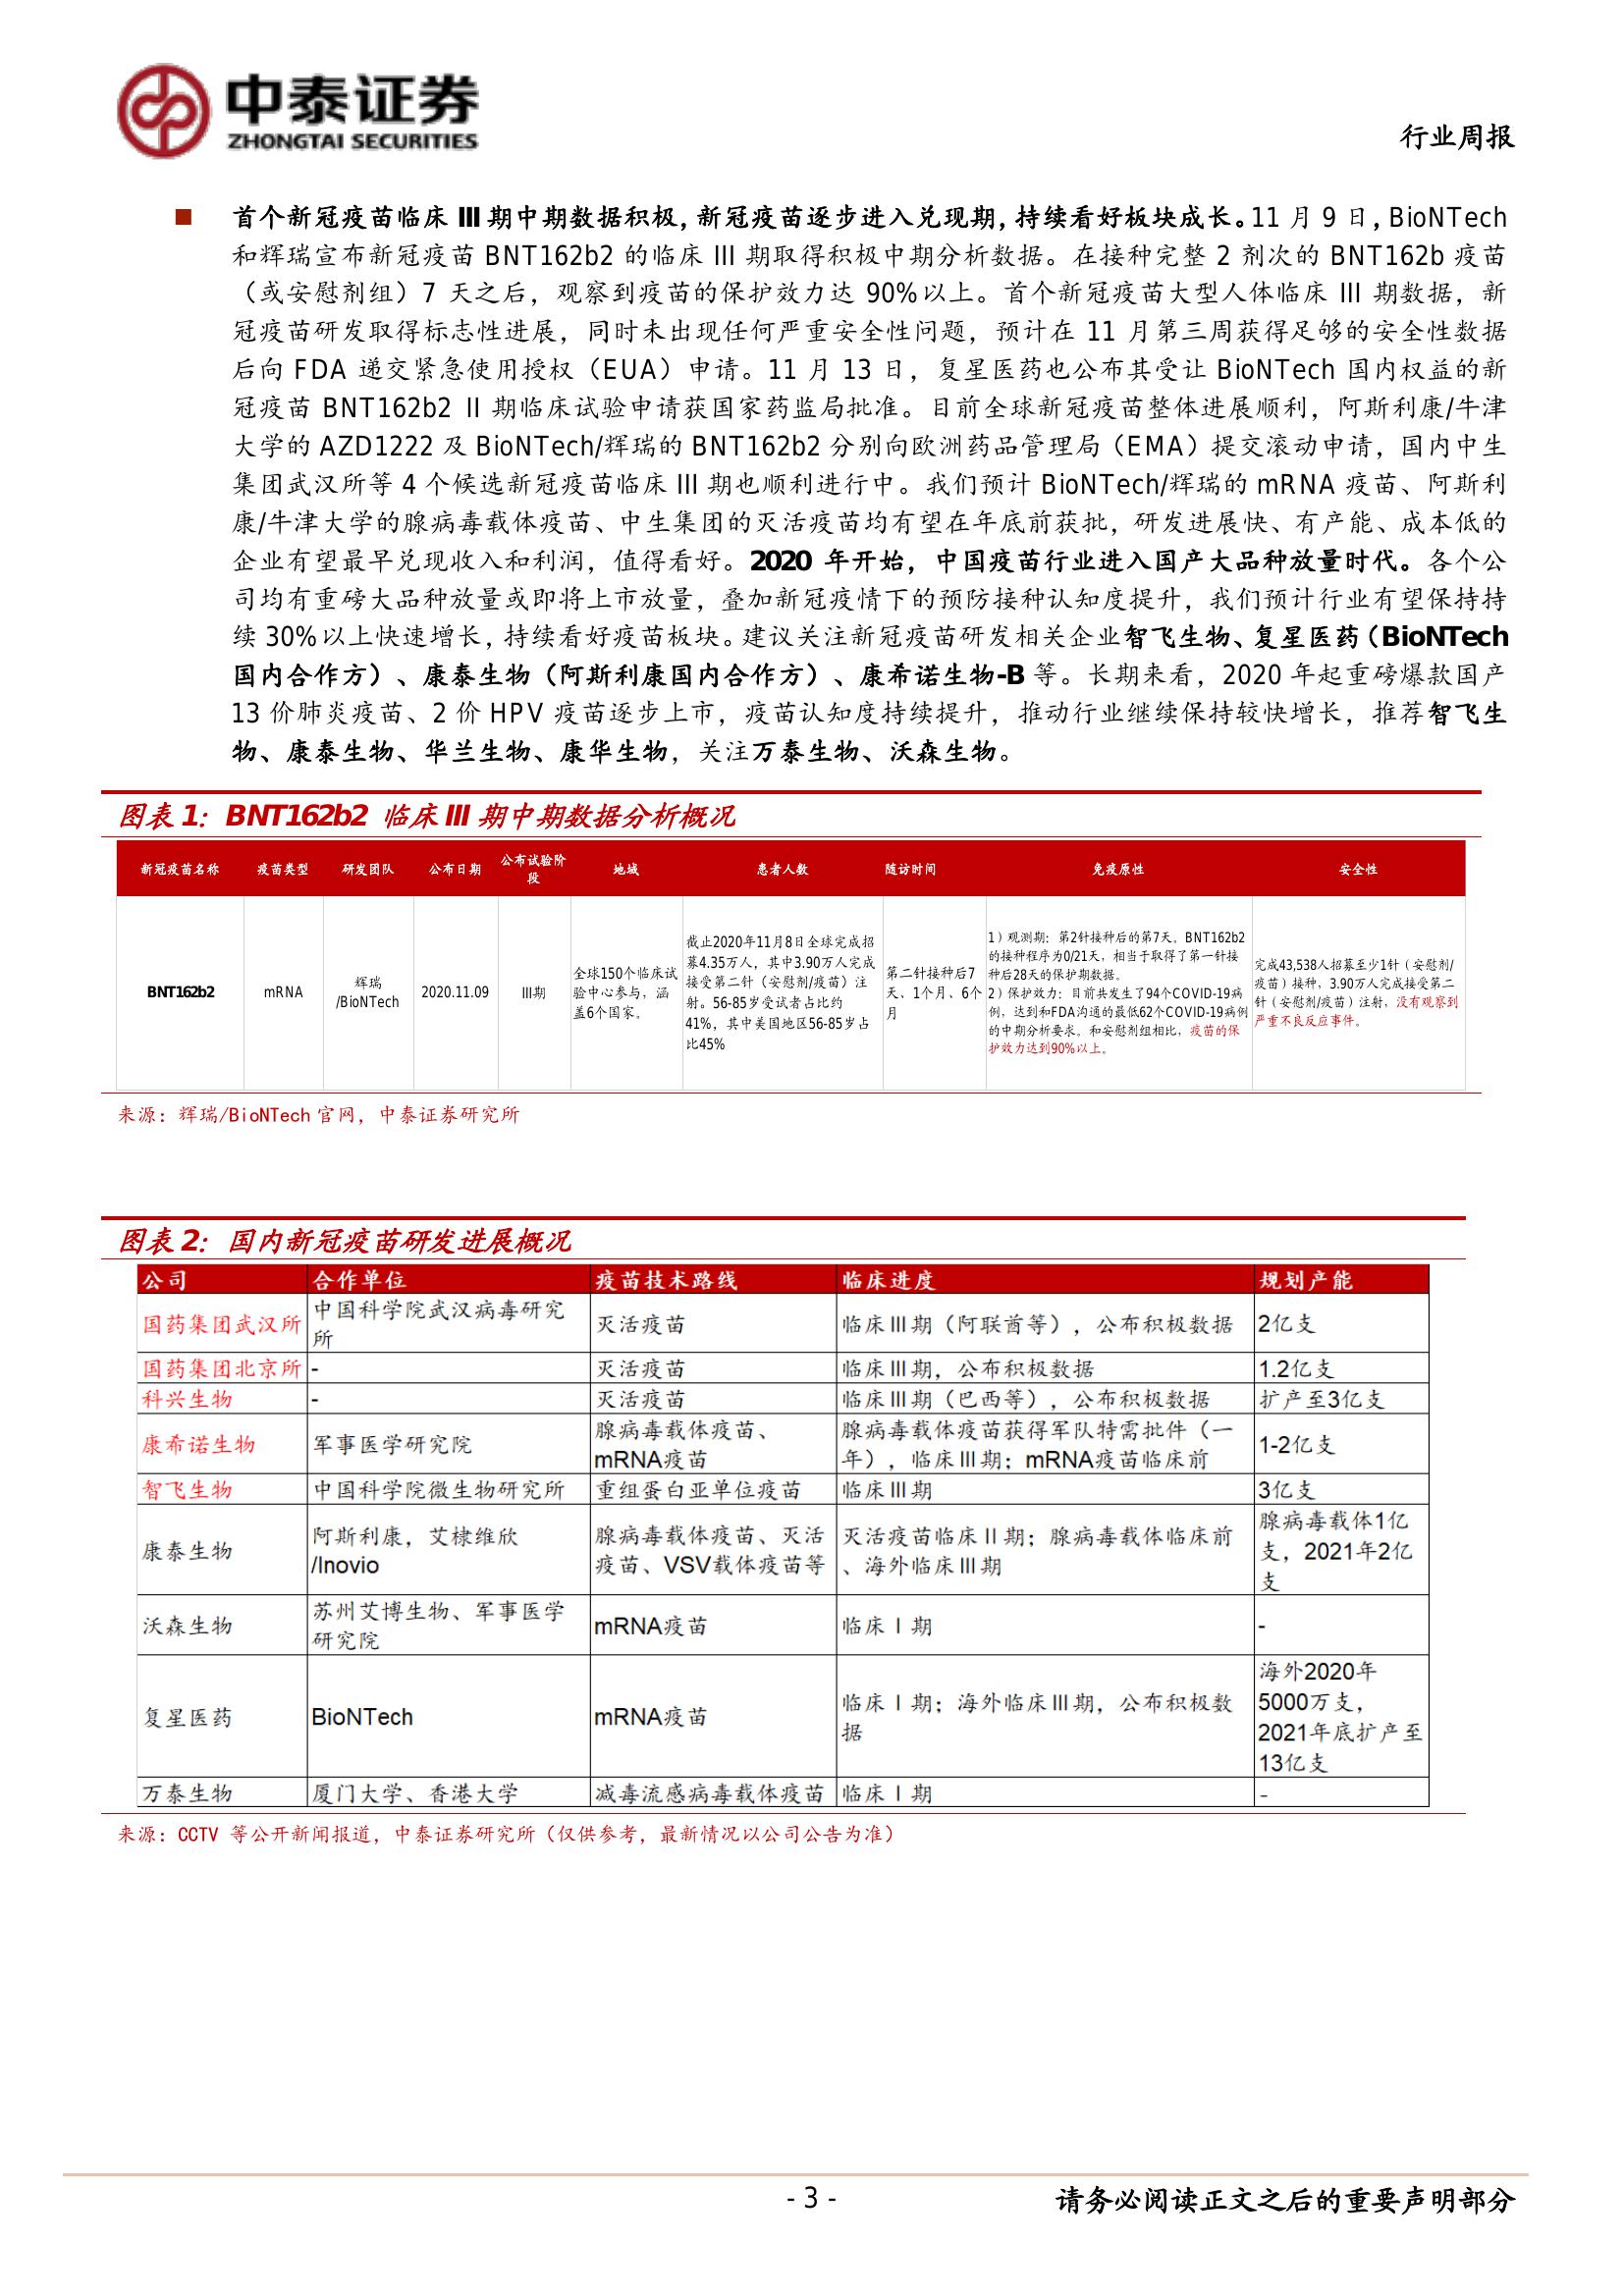 中泰证券
ZHONGTAI SECURITIES
行业周报
■ 首个新冠疫苗临床 III 期中期数据积极，新冠疫苗逐步进入兑现期，持续看好板块成长。11 月 9 日，BioNTech
和辉瑞宣布新冠疫苗 BNT162b2 的临床 III 期取得积极中期分析数据。在接种完整 2 剂次的 BNT162b 疫苗
（或安慰剂组）7 天之后，观察到疫苗的保护效力达 90%以上。首个新冠疫苗大型人体临床 III 期数据，新
冠疫苗研发取得标志性进展，同时未出现任何严重安全性问题，预计在 11 月第三周获得足够的安全性数据
后向 FDA 递交紧急使用授权（EUA）申请。11 月 13 日，复星医药也公布其受让 BioNTech 国内权益的新
冠疫苗 BNT162b2 II 期临床试验申请获国家药监局批准。目前全球新冠疫苗整体进展顺利，阿斯利康/牛津
大学的 AZD1222 及 BioNTech/辉瑞的 BNT162b2 分别向欧洲药品管理局（EMA）提交滚动申请，国内中生
集团武汉所等 4 个候选新冠疫苗临床 III 期也顺利进行中。我们预计 BioNTech/辉瑞的 mRNA 疫苗、阿斯利
康/牛津大学的腺病毒载体疫苗、中生集团的灭活疫苗均有望在年底前获批，研发进展快、有产能、成本低的
企业有望最早兑现收入和利润，值得看好。2020 年开始，中国疫苗行业进入国产大品种放量时代。各个公
司均有重磅大品种放量或即将上市放量，叠加新冠疫情下的预防接种认知度提升，我们预计行业有望保持持
续 30%以上快速增长，持续看好疫苗板块。建议关注新冠疫苗研发相关企业智飞生物、复星医药（BioNTech
国内合作方）、康泰生物（阿斯利康国内合作方）、康希诺生物-B 等。长期来看，2020 年起重磅爆款国产
13 价肺炎疫苗、2 价 HPV 疫苗逐步上市，疫苗认知度持续提升，推动行业继续保持较快增长，推荐智飞生
物、康泰生物、华兰生物、康华生物，关注万泰生物、沃森生物。
图表 1：BNT162b2 临床 III 期中期数据分析概况
新冠疫苗名称 疫苗类型 研发团队 公布日期 公布试验阶段 地域 患者人数 随访时间 免疫原性 安全性
BNT162b2
mRNA
辉瑞
/BioNTech
2020.11.09
III期
全球150个临床试
验中心参与，涵
盖6个国家。
截止2020年11月8日全球完成招
募4.35万人，其中3.90万人完成
接受第二针（安慰剂/疫苗）注
射。56-85岁受试者占比约
41%，其中美国地区56-85岁占
比45%
第二针接种后7
天、1个月、6个
月
1）观测期：第2针接种后的第7天。BNT162b2
的接种程序为0/21天，相当于取得了第一针接
种后28天的保护期数据。
2）保护效力：目前共发生了94个COVID-19病
例，达到和FDA沟通的最低62个COVID-19病例
的中期分析要求。和安慰剂组相比，疫苗的保
护效力达到90%以上。
完成43,538人招募至少1针（安慰剂/
疫苗）接种，3.90万人完成接受第二
针（安慰剂/疫苗）注射，没有观察到
严重不良反应事件。
来源：辉瑞/BioNTech 官网，中泰证券研究所
图表 2：国内新冠疫苗研发进展概况
公司 合作单位 疫苗技术路线 临床进度 规划产能
国药集团武汉所 中国科学院武汉病毒研究
所 灭活疫苗 临床Ⅲ期（阿联酋等），公布积极数据 2亿支
国药集团北京所 - 灭活疫苗 临床Ⅲ期，公布积极数据 1.2亿支
科兴生物 - 灭活疫苗 临床Ⅲ期（巴西等），公布积极数据 扩产至3亿支
康希诺生物 军事医学研究院 腺病毒载体疫苗、
mRNA疫苗 腺病毒载体疫苗获得军队特需批件（一
年），临床Ⅲ期；mRNA疫苗临床前 1-2亿支
智飞生物 中国科学院微生物研究所 重组蛋白亚单位疫苗 临床Ⅲ期 3亿支
康泰生物 阿斯利康，艾棣维欣
/Inovio 腺病毒载体疫苗、灭活
疫苗、VSV载体疫苗等 灭活疫苗临床Ⅱ期；腺病毒载体临床前
、海外临床Ⅲ期 腺病毒载体1亿
支，2021年2亿
支
沃森生物 苏州艾博生物、军事医学
研究院 mRNA疫苗 临床Ⅰ期 -
复星医药 BioNTech mRNA疫苗 临床Ⅰ期；海外临床Ⅲ期，公布积极数
据 海外2020年
5000万支，
2021年底扩产至
13亿支
万泰生物 厦门大学、香港大学 减毒流感病毒载体疫苗 临床Ⅰ期 -
来源：CCTV 等公开新闻报道，中泰证券研究所（仅供参考，最新情况以公司公告为准）
- 3 -
请务必阅读正文之后的重要声明部分